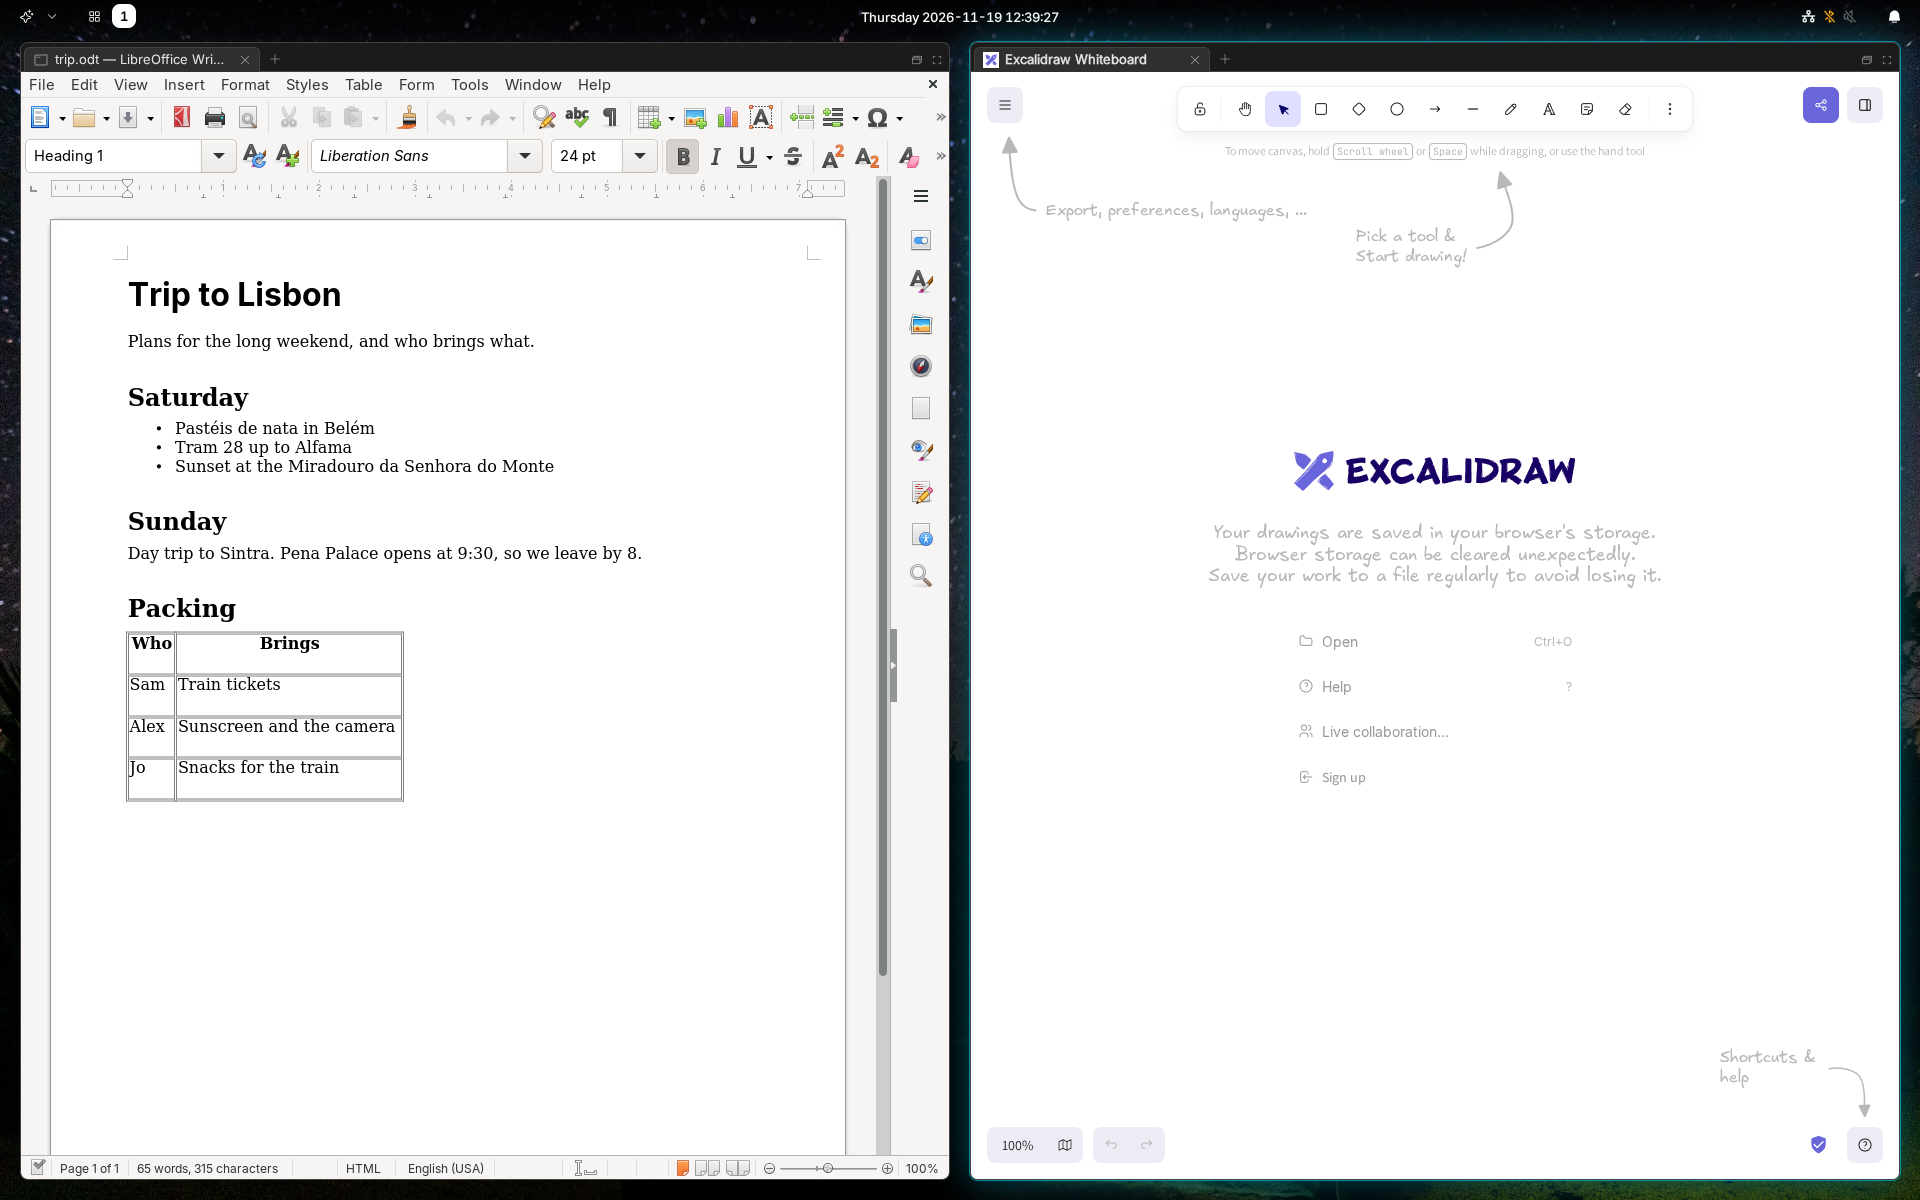 1
Thursday 2026-11-19 12:39:27
trip.odt — LibreOffice Wri...
File Edit View Insert Format Styles Table Form Tools Window Help
Heading 1
Liberation Sans
24 pt
1 2 3 4 5 6 7
Trip to Lisbon
Plans for the long weekend, and who brings what.
Saturday
• Pastéis de nata in Belém
• Tram 28 up to Alfama
• Sunset at the Miradouro da Senhora do Monte
Sunday
Day trip to Sintra. Pena Palace opens at 9:30, so we leave by 8.
Packing
Who Brings
Sam Train tickets
Alex Sunscreen and the camera
Jo Snacks for the train
Page 1 of 1
65 words, 315 characters
HTML
English (USA)
100%
Excalidraw Whiteboard
To move canvas, hold Scroll wheel or Space while dragging, or use the hand tool
Export, preferences, languages, ...
Pick a tool &
Start drawing!
EXCALIDRAW
Your drawings are saved in your browser's storage.
Browser storage can be cleared unexpectedly.
Save your work to a file regularly to avoid losing it.
Open Ctrl+O
Help ?
Live collaboration...
Sign up
Shortcuts &
help
100%